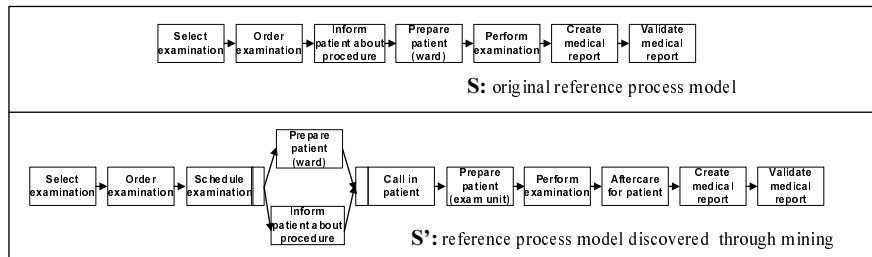 Select
examination
Order
examination
Inform
patient about
procedure
Prepare
patient
(ward)
Perform
examination
Create
medical
report
Validate
medical
report
S: original reference process model
Select
examination
Order
examination
Schedule
examination
Prepare
patient
(ward)
Inform
patient about
procedure
Call in
patient
Prepare
patient
(exam unit)
Perform
examination
Aftercare
for patient
Create
medical
report
Validate
medical
report
S’: reference process model discovered through mining